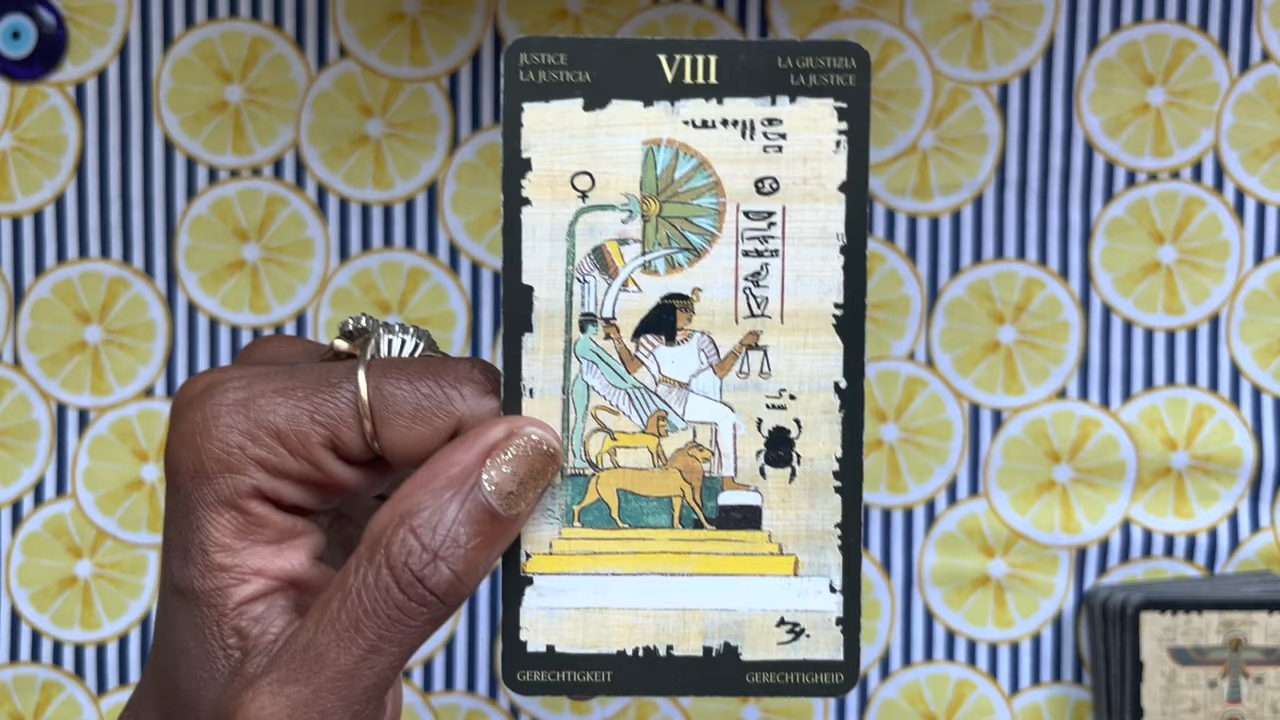 JUSTICE
LA JUSTICIA
VIII
LA GIUSTIZIA
LA JUSTICE
GERECHTIGKEIT
GERECHTIGHEID